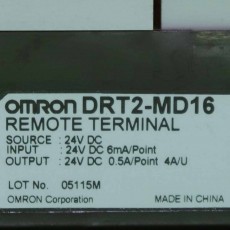 omron DRT2-MD16
REMOTE TERMINAL
SOURCE : 24V DC
INPUT : 24V DC 6mA/Point
OUTPUT : 24V DC 0.5A/Point 4A/U
LOT No. 05115M
OMRON Corporation MADE IN CHINA